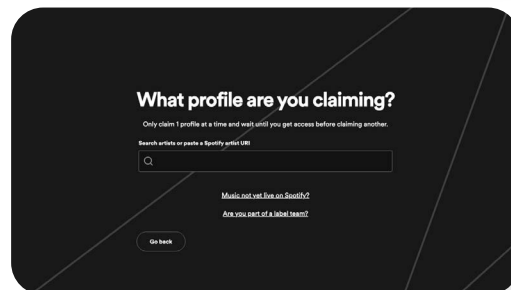 What profile are you claiming?
Only claim 1 profile at a time and wait until you get access before claiming another.
Search artists or paste a Spotify artist URI
Music not yet live on Spotify?
Are you part of a label team?
Go back